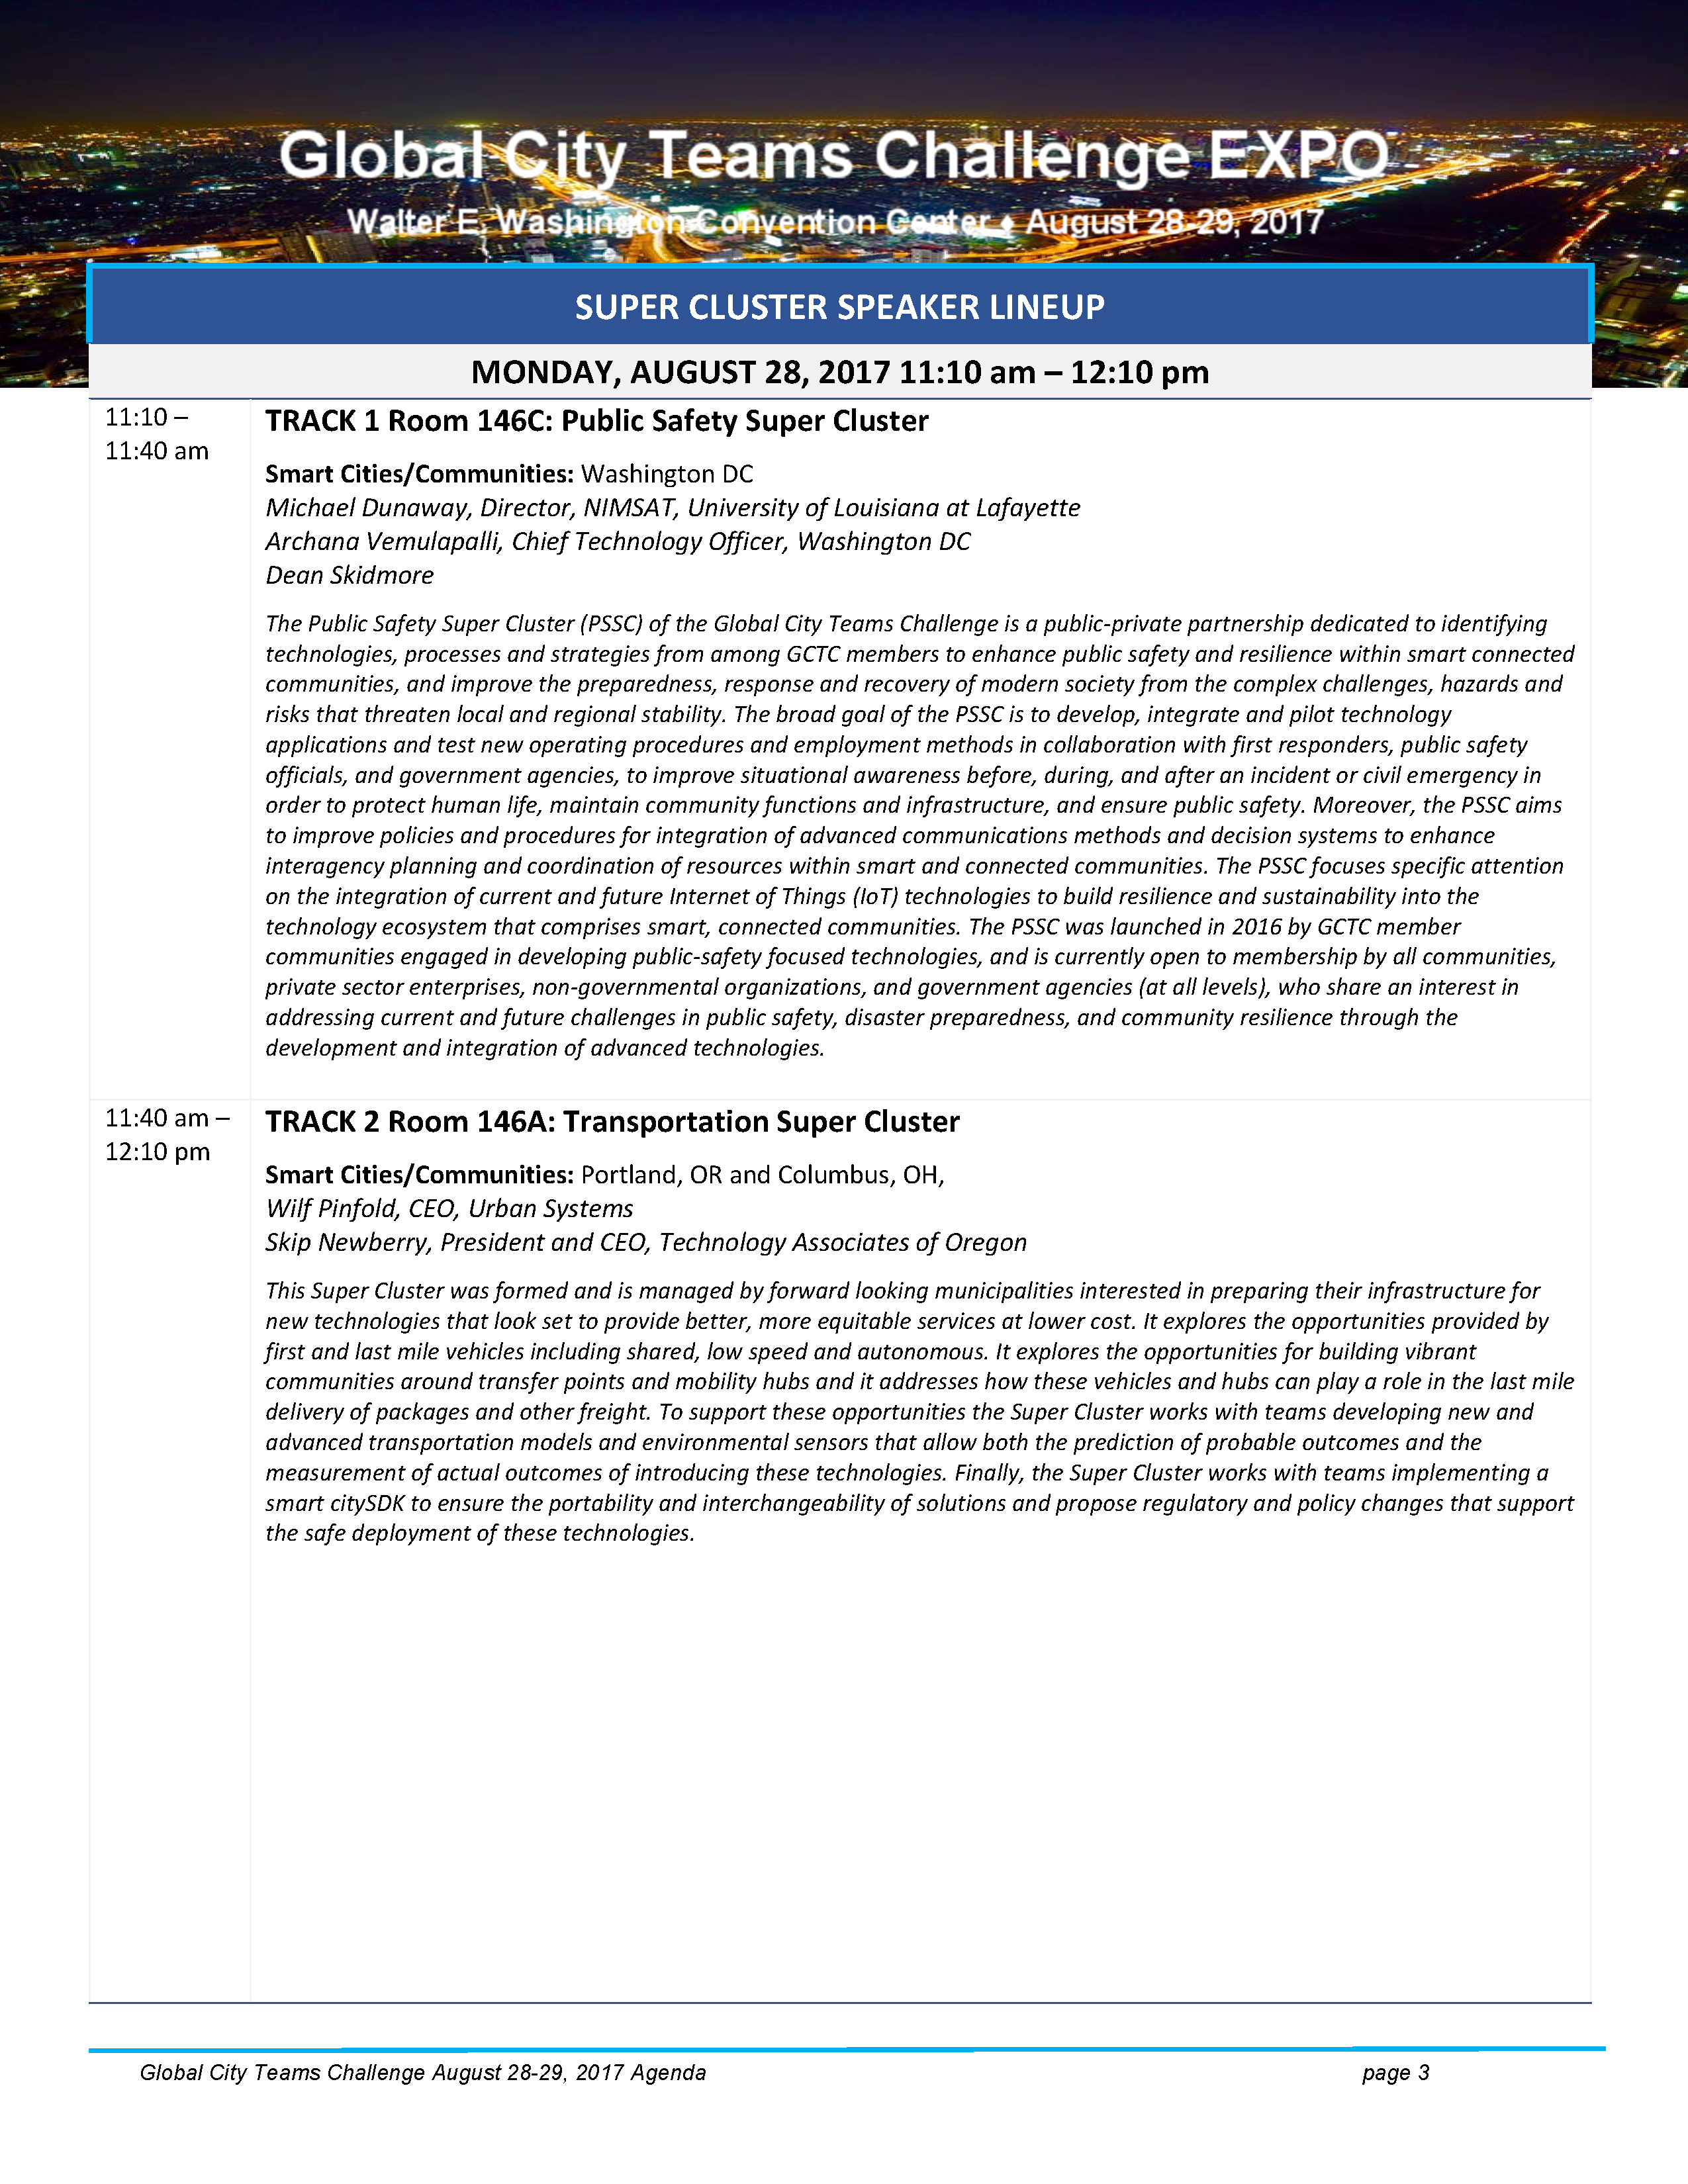 Global City Teams Challenge EXPO
Walter E. Washington Convention Center ♦ August 28-29, 2017
SUPER CLUSTER SPEAKER LINEUP
MONDAY, AUGUST 28, 2017 11:10 am – 12:10 pm
11:10 –
11:40 am
TRACK 1 Room 146C: Public Safety Super Cluster
Smart Cities/Communities: Washington DC
Michael Dunaway, Director, NIMSAT, University of Louisiana at Lafayette
Archana Vemulapalli, Chief Technology Officer, Washington DC
Dean Skidmore
The Public Safety Super Cluster (PSSC) of the Global City Teams Challenge is a public-private partnership dedicated to identifying
technologies, processes and strategies from among GCTC members to enhance public safety and resilience within smart connected
communities, and improve the preparedness, response and recovery of modern society from the complex challenges, hazards and
risks that threaten local and regional stability. The broad goal of the PSSC is to develop, integrate and pilot technology
applications and test new operating procedures and employment methods in collaboration with first responders, public safety
officials, and government agencies, to improve situational awareness before, during, and after an incident or civil emergency in
order to protect human life, maintain community functions and infrastructure, and ensure public safety. Moreover, the PSSC aims
to improve policies and procedures for integration of advanced communications methods and decision systems to enhance
interagency planning and coordination of resources within smart and connected communities. The PSSC focuses specific attention
on the integration of current and future Internet of Things (IoT) technologies to build resilience and sustainability into the
technology ecosystem that comprises smart, connected communities. The PSSC was launched in 2016 by GCTC member
communities engaged in developing public-safety focused technologies, and is currently open to membership by all communities,
private sector enterprises, non-governmental organizations, and government agencies (at all levels), who share an interest in
addressing current and future challenges in public safety, disaster preparedness, and community resilience through the
development and integration of advanced technologies.
11:40 am –
12:10 pm
TRACK 2 Room 146A: Transportation Super Cluster
Smart Cities/Communities: Portland, OR and Columbus, OH,
Wilf Pinfold, CEO, Urban Systems
Skip Newberry, President and CEO, Technology Associates of Oregon
This Super Cluster was formed and is managed by forward looking municipalities interested in preparing their infrastructure for
new technologies that look set to provide better, more equitable services at lower cost. It explores the opportunities provided by
first and last mile vehicles including shared, low speed and autonomous. It explores the opportunities for building vibrant
communities around transfer points and mobility hubs and it addresses how these vehicles and hubs can play a role in the last mile
delivery of packages and other freight. To support these opportunities the Super Cluster works with teams developing new and
advanced transportation models and environmental sensors that allow both the prediction of probable outcomes and the
measurement of actual outcomes of introducing these technologies. Finally, the Super Cluster works with teams implementing a
smart citySDK to ensure the portability and interchangeability of solutions and propose regulatory and policy changes that support
the safe deployment of these technologies.
Global City Teams Challenge August 28-29, 2017 Agenda
page 3